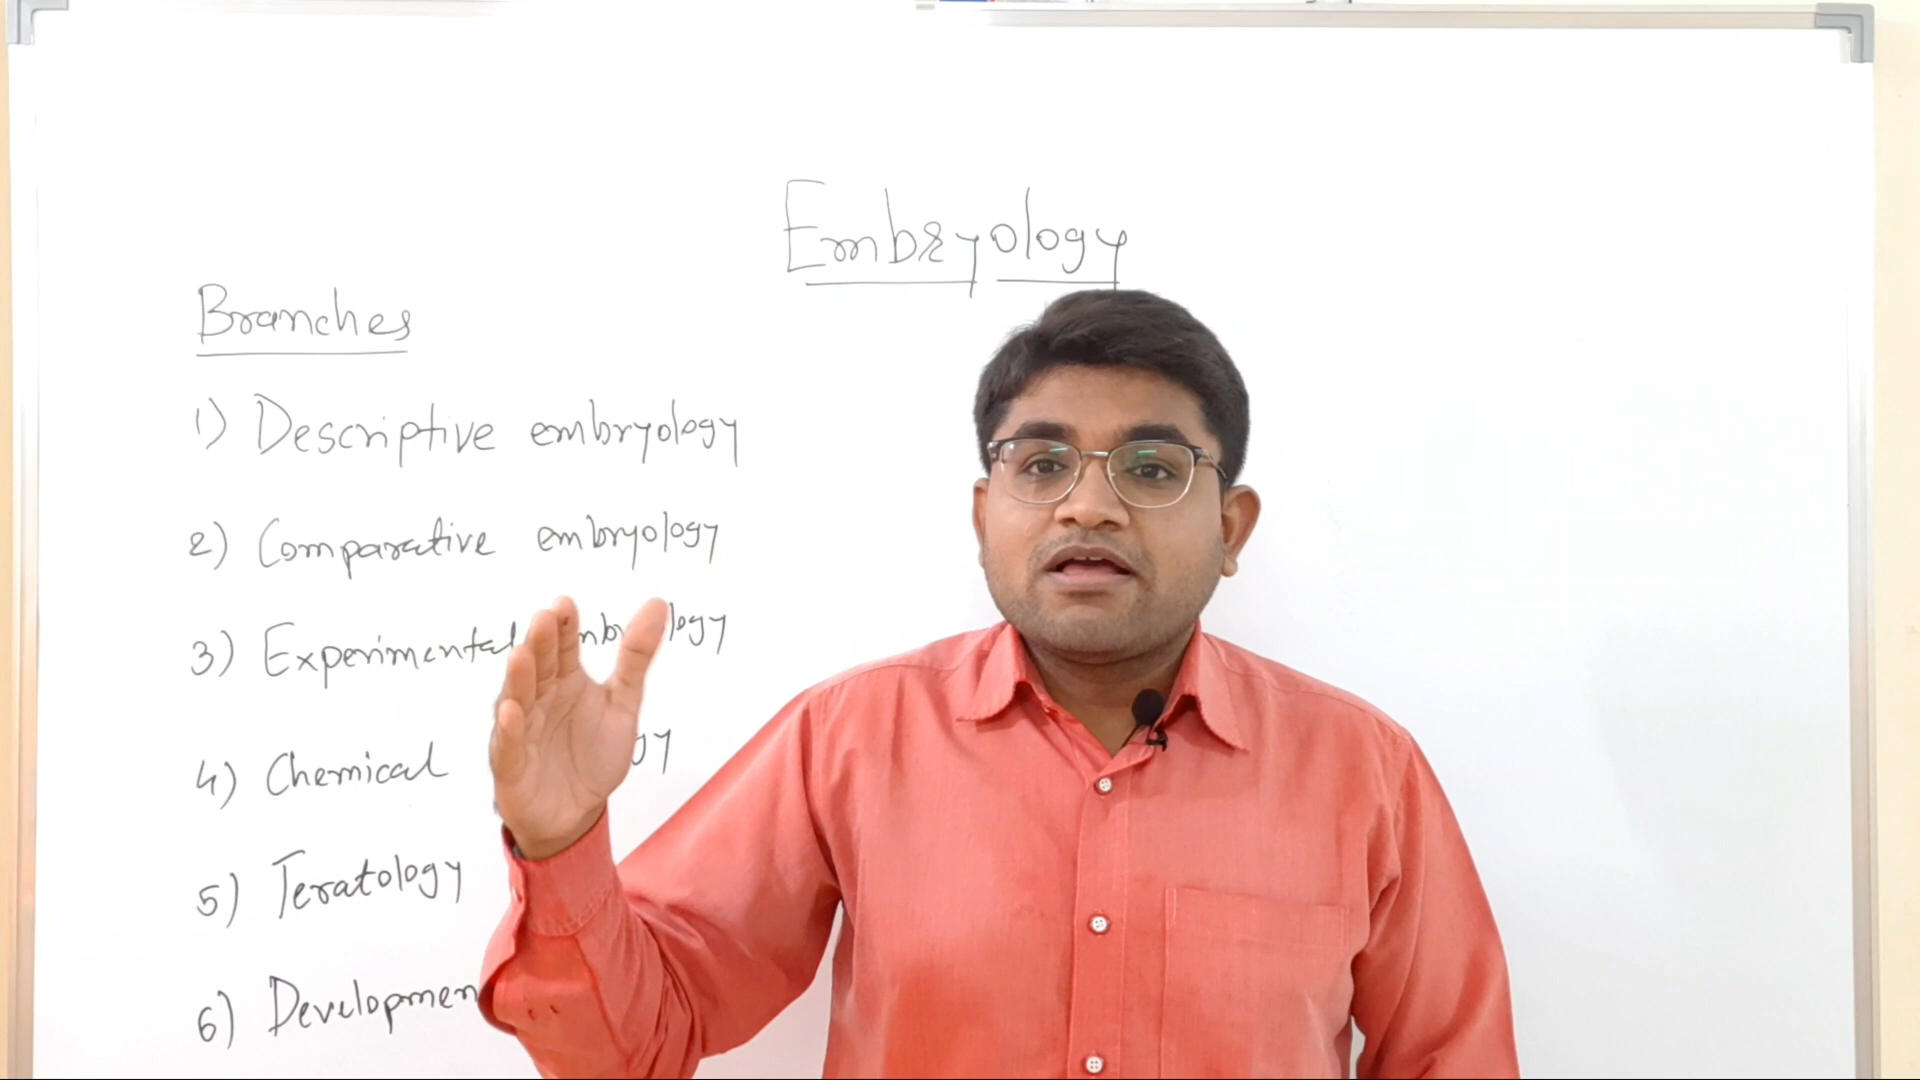 Embryology
Branches
1) Descriptive embryology
2) Comparative embryology
3) Experimental
4) Chemical
5) Teratology
6)